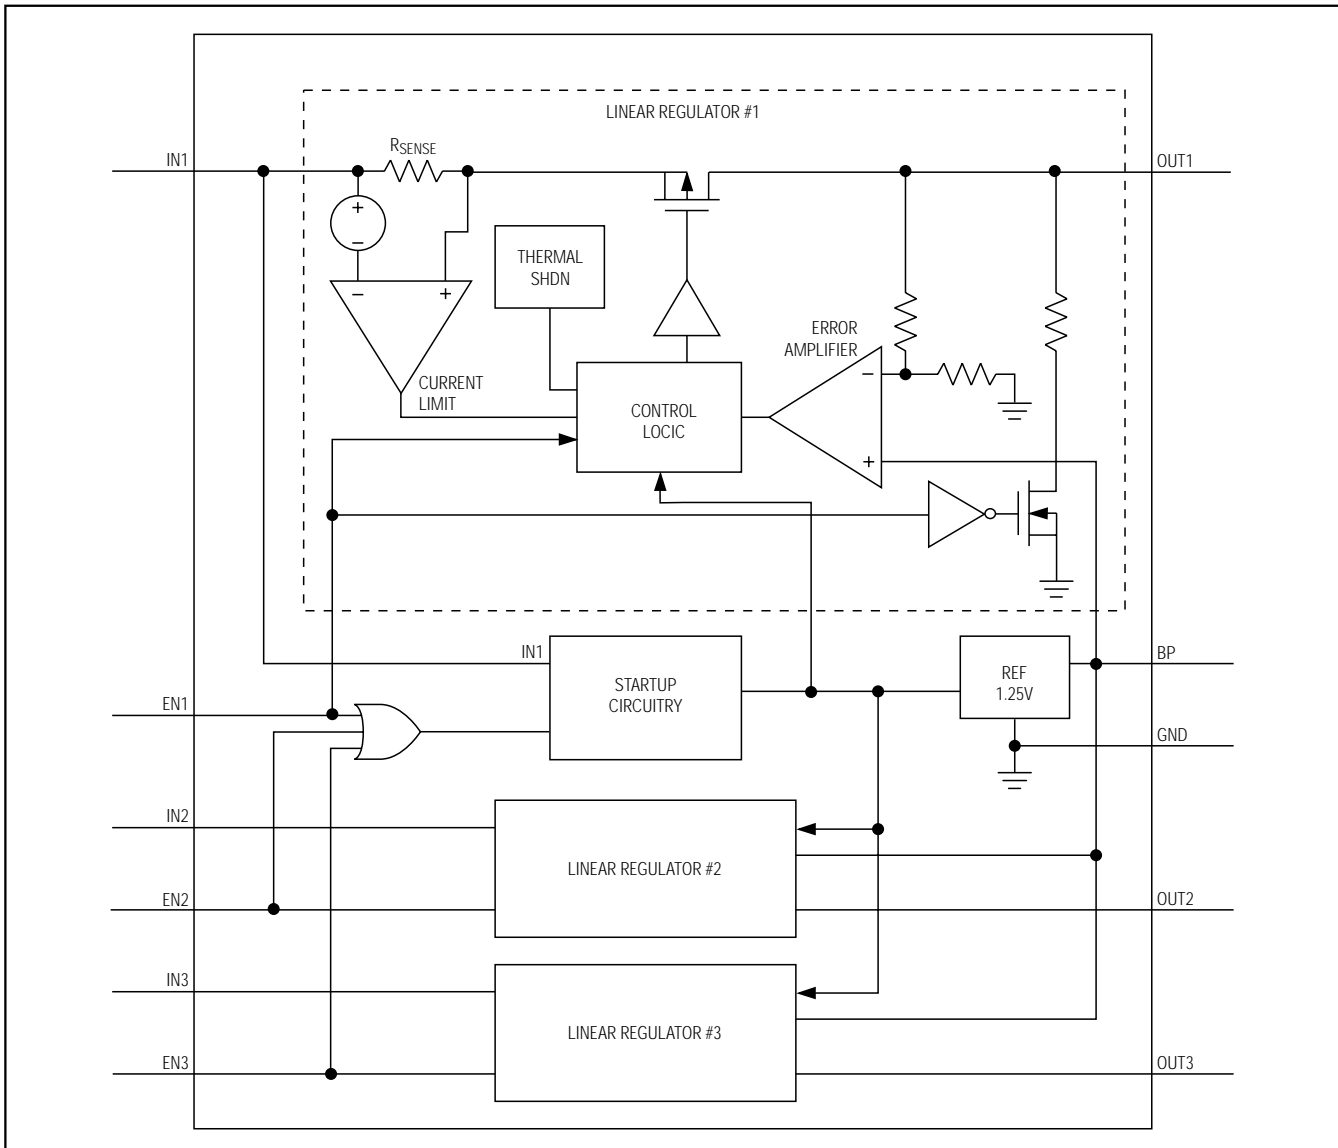 LINEAR REGULATOR #1
RSENSE
IN1
OUT1
+
−
−
+
THERMAL
SHDN
ERROR
AMPLIFIER
−
CURRENT
LIMIT
CONTROL
LOCIC
+
IN1
STARTUP
CIRCUITRY
REF
1.25V
BP
EN1
GND
IN2
LINEAR REGULATOR #2
EN2
OUT2
IN3
LINEAR REGULATOR #3
EN3
OUT3